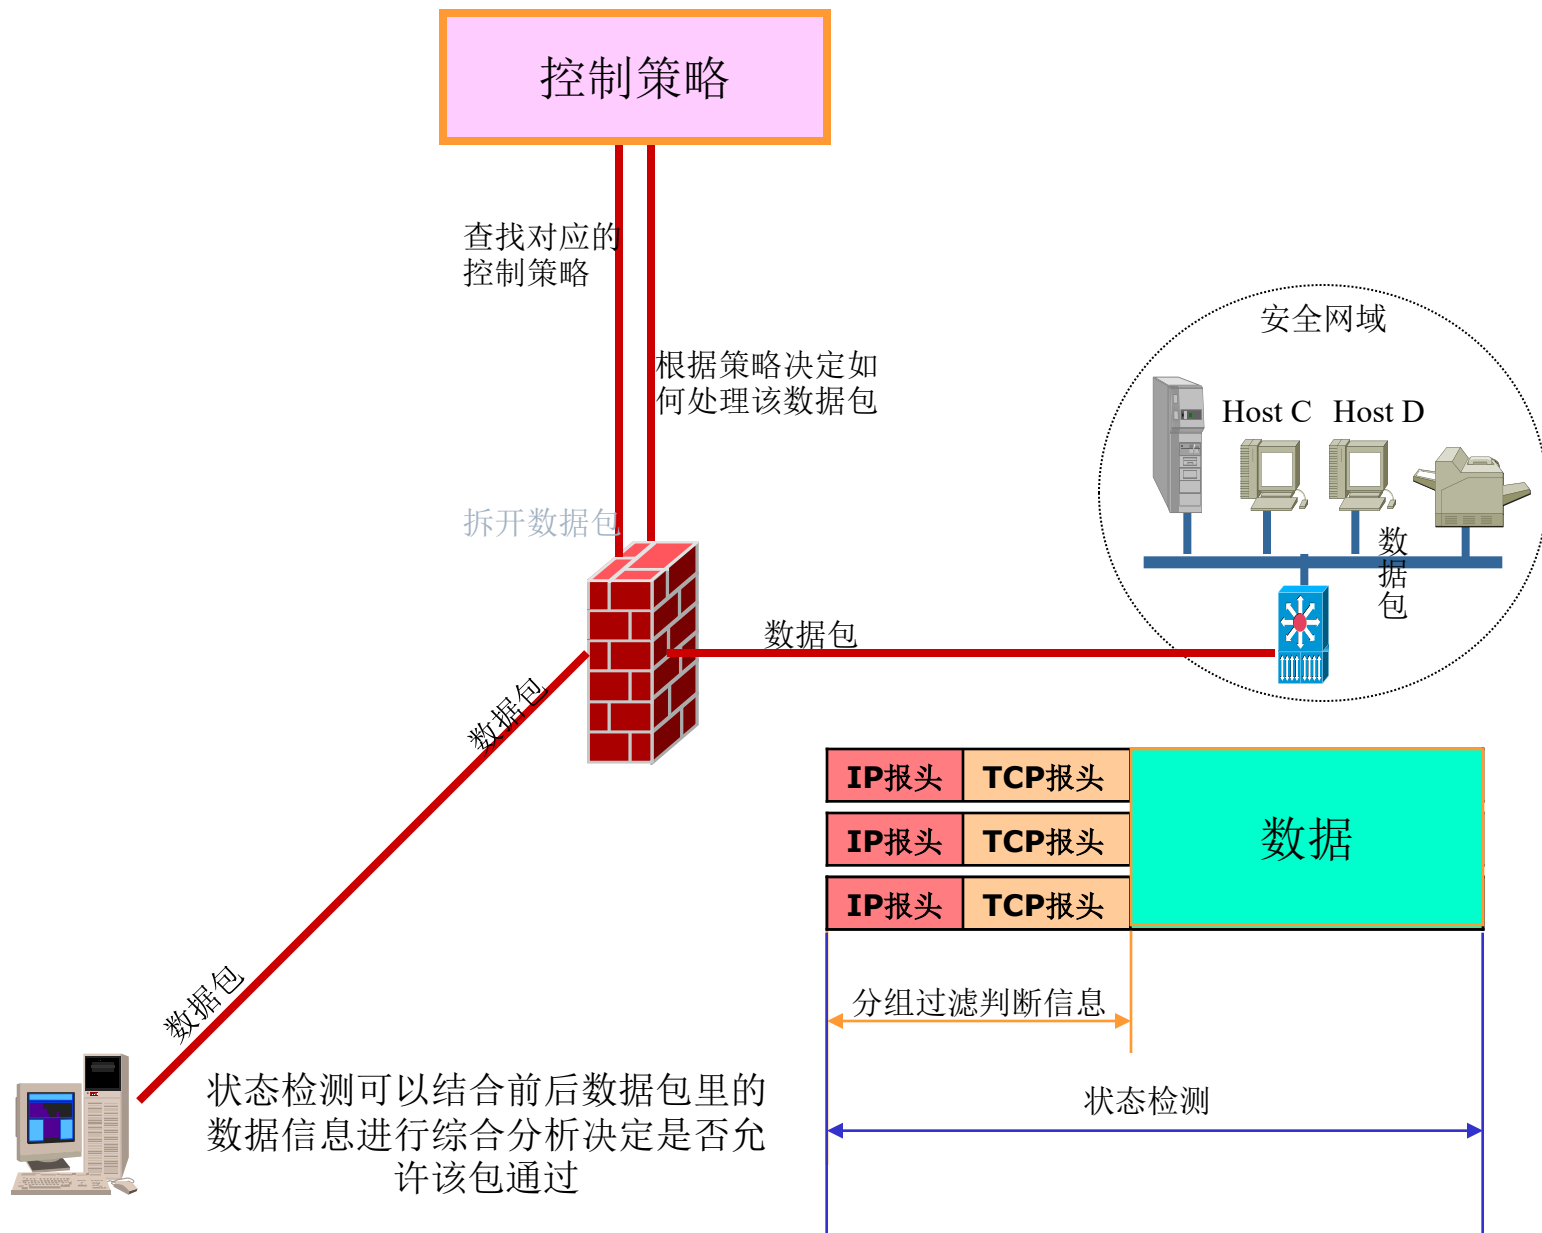 控制策略
查找对应的
控制策略
根据策略决定如
何处理该数据包
拆开数据包
安全网域
Host C
Host D
数
据
包
数据包
数据包
数据包
IP报头
TCP报头
IP报头
TCP报头
IP报头
TCP报头
数据
分组过滤判断信息
状态检测
状态检测可以结合前后数据包里的
数据信息进行综合分析决定是否允
许该包通过